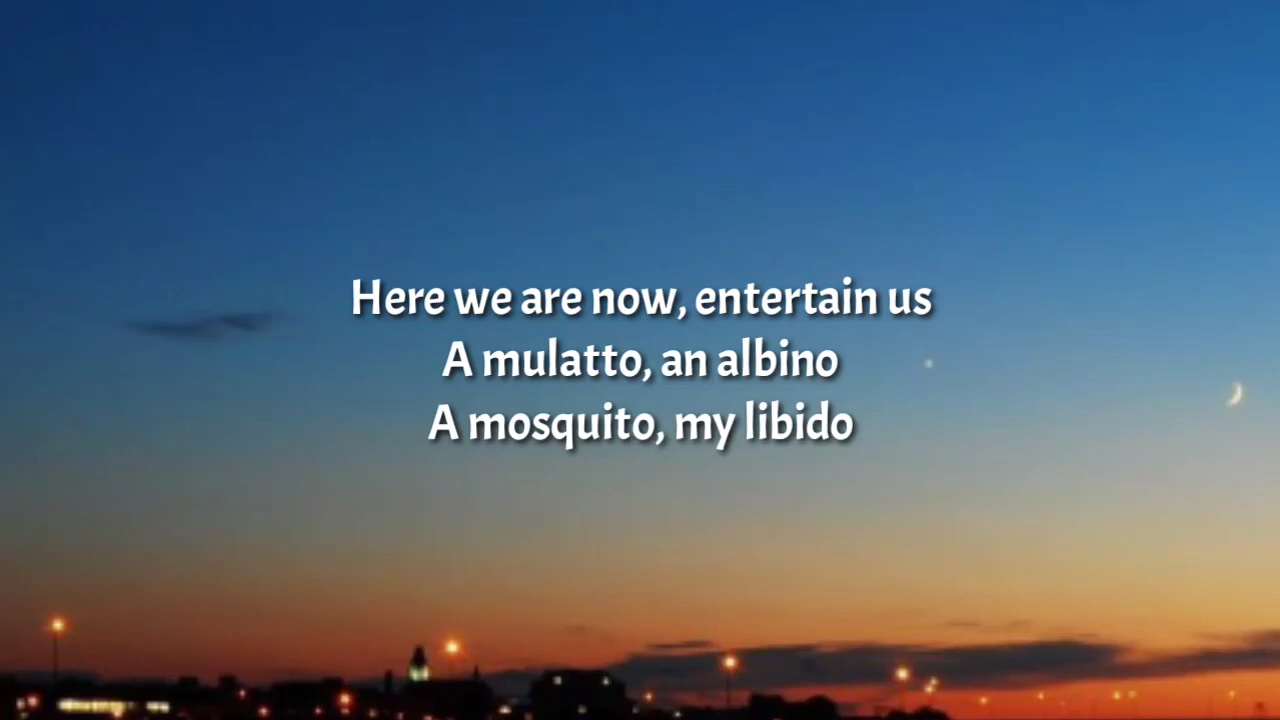 Here we are now, entertain us
A mulatto, an albino
A mosquito, my libido